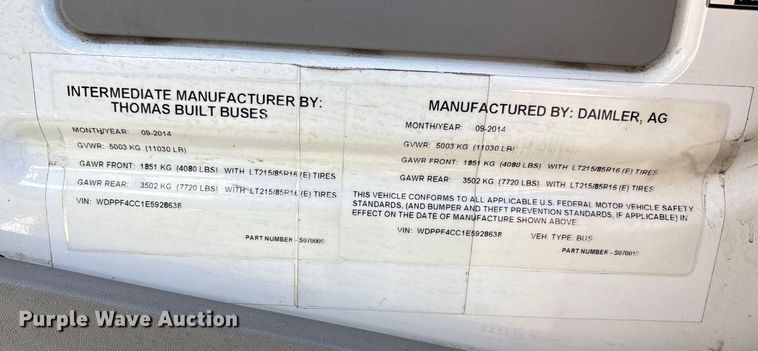 INTERMEDIATE MANUFACTURER BY:
THOMAS BUILT BUSES
MONTH/YEAR: 09-2014
GVWR: 5003 KG (11030 LB)
GAWR FRONT: 1851 KG (4080 LBS) WITH LT215/85R16 (E) TIRES
GAWR REAR: 3502 KG (7720 LBS) WITH LT215/85R16 (E) TIRES
VIN: WDPPF4CC1E5928638
PART NUMBER - S070009
MANUFACTURED BY: DAIMLER, AG
MONTH/YEAR: 09-2014
GVWR: 5003 KG (11030 LB)
GAWR FRONT: 1851 KG (4080 LBS) WITH LT215/85R16 (E) TIRES
GAWR REAR: 3502 KG (7720 LBS) WITH LT215/85R16 (E) TIRES
THIS VEHICLE CONFORMS TO ALL APPLICABLE U.S. FEDERAL MOTOR VEHICLE SAFETY
STANDARDS, (AND BUMPER AND THEFT PREVENTION STANDARDS, IF APPLICABLE) IN
EFFECT ON THE DATE OF MANUFACTURE SHOWN ABOVE.
VIN: WDPPF4CC1E5928638 VEH. TYPE: BUS
PART NUMBER - S070010
Purple Wave Auction